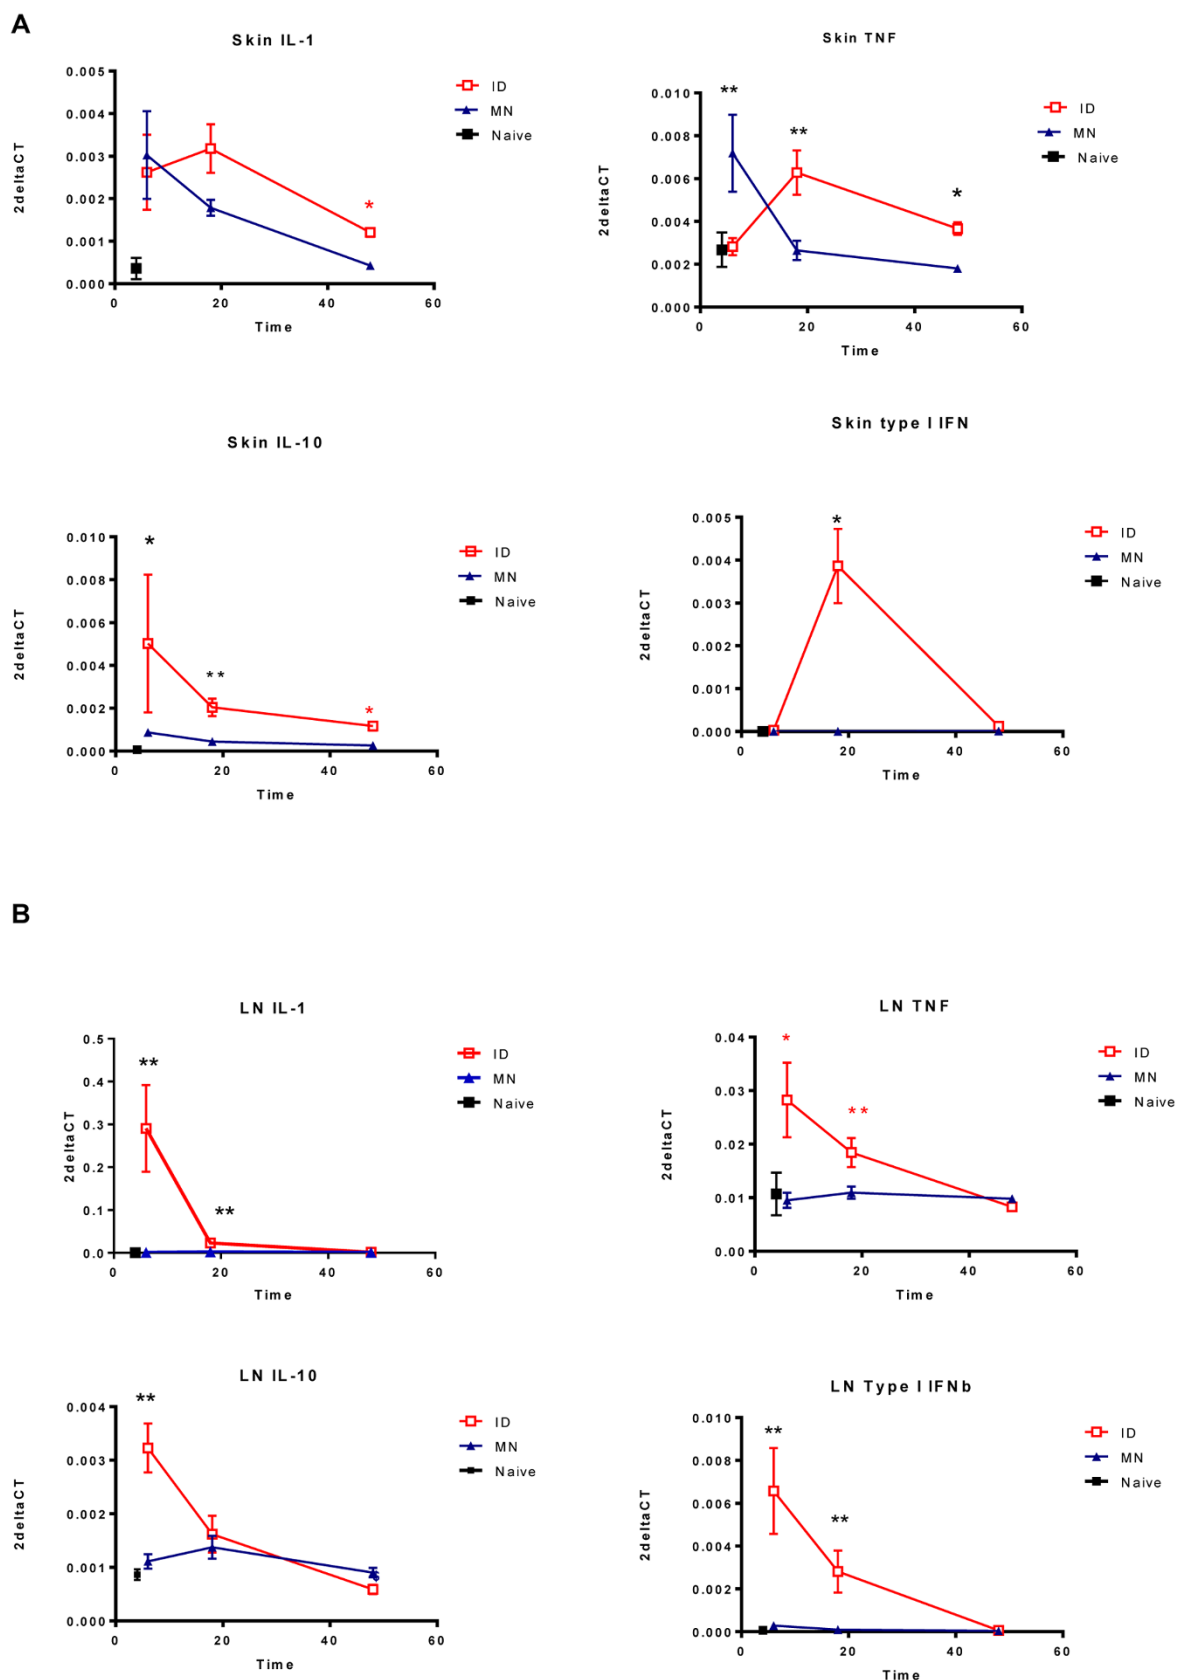 A
Skin IL-1
0.005
0.004
0.003
0.002
0.001
0.000
2deltaCT
*
0 20 40 60
Time
ID
MN
Naive
Skin TNF
0.010
0.008
0.006
0.004
0.002
0.000
2deltaCT
** ** *
0 20 40 60
Time
ID
MN
Naive
Skin IL-10
0.010
0.008
0.006
0.004
0.002
0.000
2deltaCT
* ** *
0 20 40 60
Time
ID
MN
Naive
Skin type I IFN
0.005
0.004
0.003
0.002
0.001
0.000
2deltaCT
*
0 20 40 60
Time
ID
MN
Naive
B
LN IL-1
0.5
0.4
0.3
0.2
0.1
0.0
2deltaCT
** **
0 20 40 60
Time
ID
MN
Naive
LN TNF
0.04
0.03
0.02
0.01
0.00
2deltaCT
* **
0 20 40 60
Time
ID
MN
Naive
LN IL-10
0.004
0.003
0.002
0.001
0.000
2deltaCT
**
0 20 40 60
Time
ID
MN
Naive
LN Type I IFNb
0.010
0.008
0.006
0.004
0.002
0.000
2deltaCT
** **
0 20 40 60
Time
ID
MN
Naive